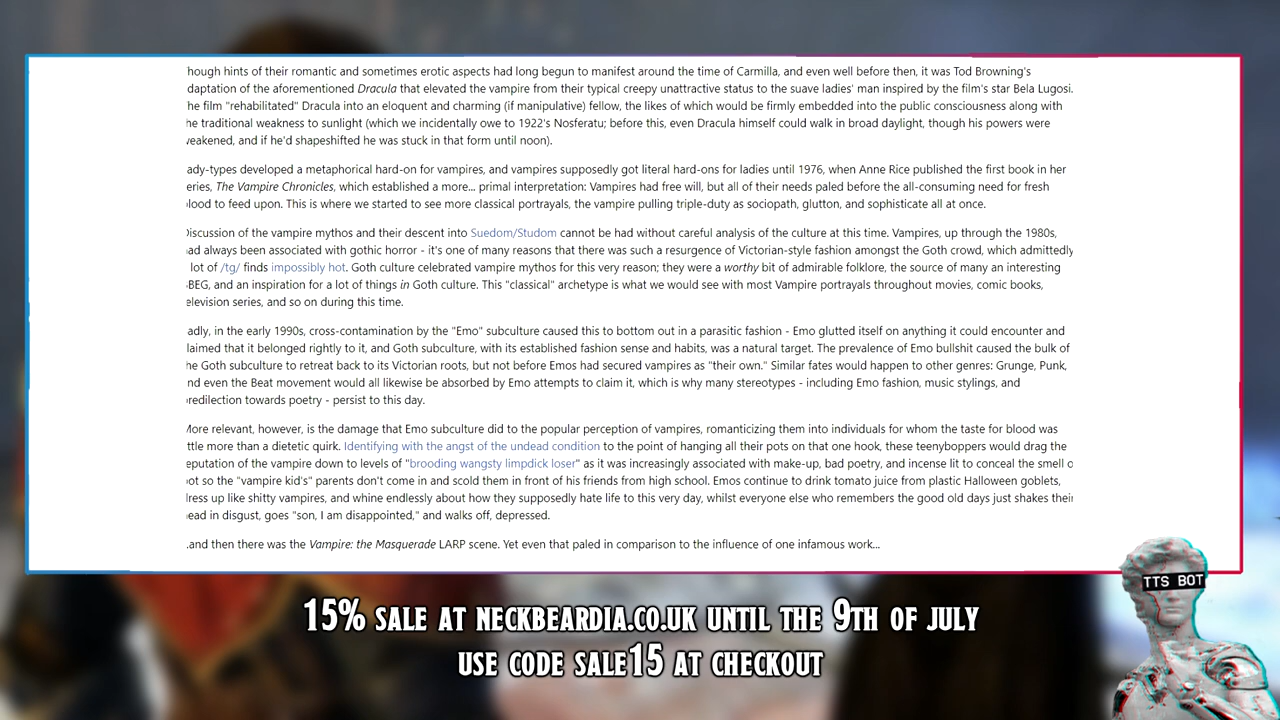 hough hints of their romantic and sometimes erotic aspects had long begun to manifest around the time of Carmilla, and even well before then, it was Tod Browning's
daptation of the aforementioned Dracula that elevated the vampire from their typical creepy unattractive status to the suave ladies' man inspired by the film's star Bela Lugosi.
he film "rehabilitated" Dracula into an eloquent and charming (if manipulative) fellow, the likes of which would be firmly embedded into the public consciousness along with
he traditional weakness to sunlight (which we incidentally owe to 1922's Nosferatu; before this, even Dracula himself could walk in broad daylight, though his powers were
weakened, and if he'd shapeshifted he was stuck in that form until noon).
ady-types developed a metaphorical hard-on for vampires, and vampires supposedly got literal hard-ons for ladies until 1976, when Anne Rice published the first book in her
eries, The Vampire Chronicles, which established a more... primal interpretation: Vampires had free will, but all of their needs paled before the all-consuming need for fresh
blood to feed upon. This is where we started to see more classical portrayals, the vampire pulling triple-duty as sociopath, glutton, and sophisticate all at once.
Discussion of the vampire mythos and their descent into Suedom/Studom cannot be had without careful analysis of the culture at this time. Vampires, up through the 1980s,
had always been associated with gothic horror - it's one of many reasons that there was such a resurgence of Victorian-style fashion amongst the Goth crowd, which admittedly
lot of /tg/ finds impossibly hot. Goth culture celebrated vampire mythos for this very reason; they were a worthy bit of admirable folklore, the source of many an interesting
BBEG, and an inspiration for a lot of things in Goth culture. This "classical" archetype is what we would see with most Vampire portrayals throughout movies, comic books,
elevision series, and so on during this time.
adly, in the early 1990s, cross-contamination by the "Emo" subculture caused this to bottom out in a parasitic fashion - Emo glutted itself on anything it could encounter and
laimed that it belonged rightly to it, and Goth subculture, with its established fashion sense and habits, was a natural target. The prevalence of Emo bullshit caused the bulk of
he Goth subculture to retreat back to its Victorian roots, but not before Emos had secured vampires as "their own." Similar fates would happen to other genres: Grunge, Punk,
and even the Beat movement would all likewise be absorbed by Emo attempts to claim it, which is why many stereotypes - including Emo fashion, music stylings, and
predilection towards poetry - persist to this day.
More relevant, however, is the damage that Emo subculture did to the popular perception of vampires, romanticizing them into individuals for whom the taste for blood was
ttle more than a dietetic quirk. Identifying with the angst of the undead condition to the point of hanging all their pots on that one hook, these teenyboppers would drag the
eputation of the vampire down to levels of "brooding wangsty limpdick loser" as it was increasingly associated with make-up, bad poetry, and incense lit to conceal the smell o
pot so the "vampire kid's" parents don't come in and scold them in front of his friends from high school. Emos continue to drink tomato juice from plastic Halloween goblets,
dress up like shitty vampires, and whine endlessly about how they supposedly hate life to this very day, whilst everyone else who remembers the good old days just shakes their
ead in disgust, goes "son, I am disappointed," and walks off, depressed.
.and then there was the Vampire: the Masquerade LARP scene. Yet even that paled in comparison to the influence of one infamous work...
TTS BOT
15% SALE AT NECKBEARDIA.CO.UK UNTIL THE 9TH OF JULY
USE CODE SALE15 AT CHECKOUT